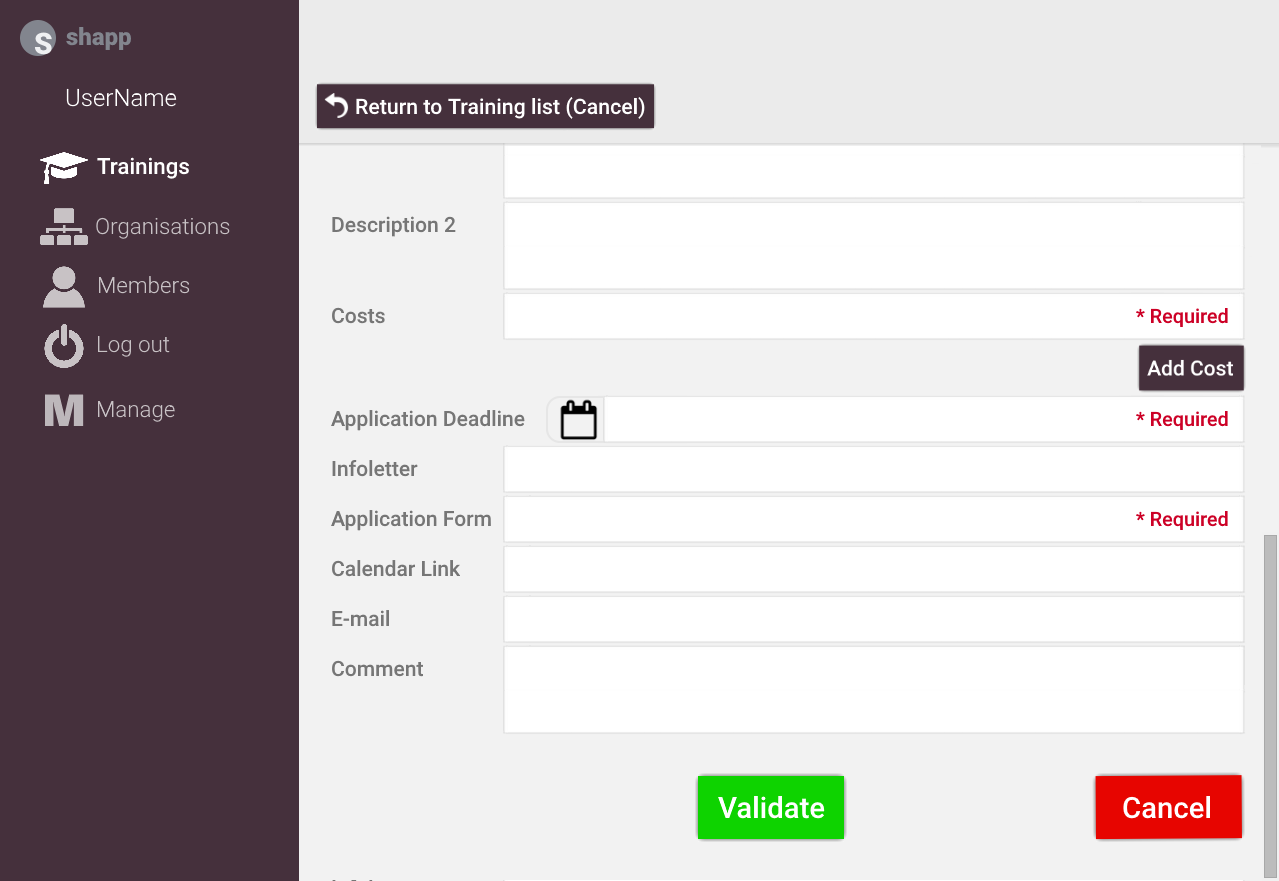 S shapp
UserName
Return to Training list (Cancel)
Trainings
Organisations
Members
Log out
M Manage
Description 2
Costs
* Required
Add Cost
Application Deadline
* Required
Infoletter
Application Form
* Required
Calendar Link
E-mail
Comment
Validate
Cancel